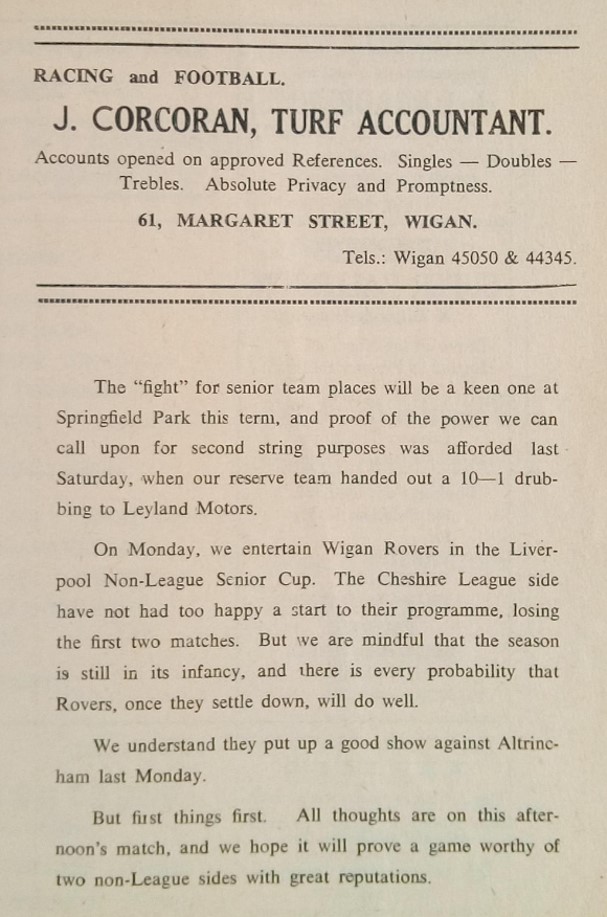 RACING and FOOTBALL.
J. CORCORAN, TURF ACCOUNTANT.
Accounts opened on approved References. Singles — Doubles —
Trebles. Absolute Privacy and Promptness.
61, MARGARET STREET, WIGAN.
Tels.: Wigan 45050 & 44345.
The “fight” for senior team places will be a keen one at
Springfield Park this term, and proof of the power we can
call upon for second string purposes was afforded last
Saturday, when our reserve team handed out a 10—1 drub-
bing to Leyland Motors.
On Monday, we entertain Wigan Rovers in the Liver-
pool Non-League Senior Cup. The Cheshire League side
have not had too happy a start to their programme, losing
the first two matches. But we are mindful that the season
is still in its infancy, and there is every probability that
Rovers, once they settle down, will do well.
We understand they put up a good show against Altrinc-
ham last Monday.
But first things first. All thoughts are on this after-
noon's match, and we hope it will prove a game worthy of
two non-League sides with great reputations.